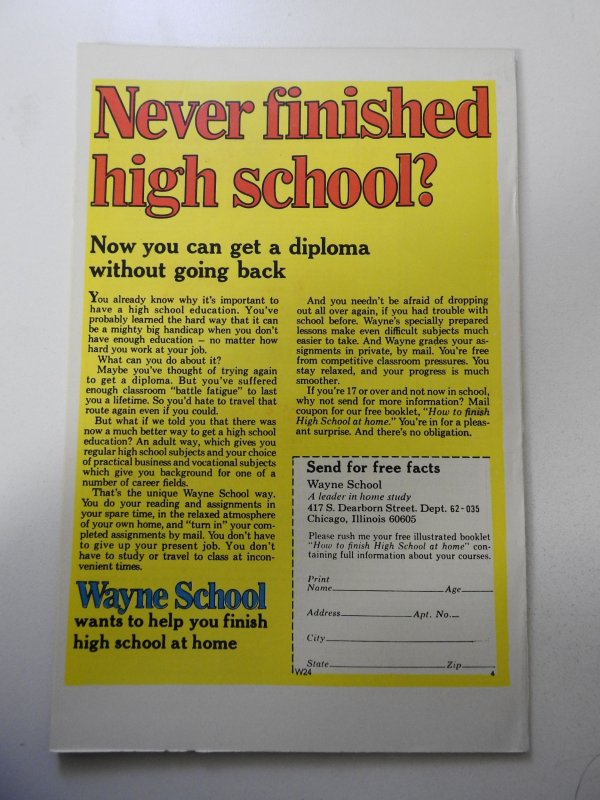 Never finished
high school?
Now you can get a diploma
without going back
You already know why it's important to
have a high school education. You've
probably learned the hard way that it can
be a mighty big handicap when you don't
have enough education — no matter how
hard you work at your job.
What can you do about it?
Maybe you've thought of trying again
to get a diploma. But you've suffered
enough classroom "battle fatigue" to last
you a lifetime. So you'd hate to travel that
route again even if you could.
But what if we told you that there was
now a much better way to get a high school
education? An adult way, which gives you
regular high school subjects and your choice
of practical business and vocational subjects
which give you background for one of a
number of career fields.
That's the unique Wayne School way.
You do your reading and assignments in
your spare time, in the relaxed atmosphere
of your own home, and "turn in" your com-
pleted assignments by mail. You don't have
to give up your present job. You don't
have to study or travel to class at incon-
venient times.
Wayne School
wants to help you finish
high school at home
And you needn't be afraid of dropping
out all over again, if you had trouble with
school before. Wayne's specially prepared
lessons make even difficult subjects much
easier to take. And Wayne grades your as-
signments in private, by mail. You're free
from competitive classroom pressures. You
stay relaxed, and your progress is much
smoother.
If you're 17 or over and not now in school,
why not send for more information? Mail
coupon for our free booklet, "How to finish
High School at home." You're in for a pleas-
ant surprise. And there's no obligation.
Send for free facts
Wayne School
A leader in home study
417 S. Dearborn Street. Dept. 62-035
Chicago, Illinois 60605
Please rush me your free illustrated booklet
"How to finish High School at home" con-
taining full information about your courses.
Print
Name Age
Address Apt. No.
City
State Zip
W24 4